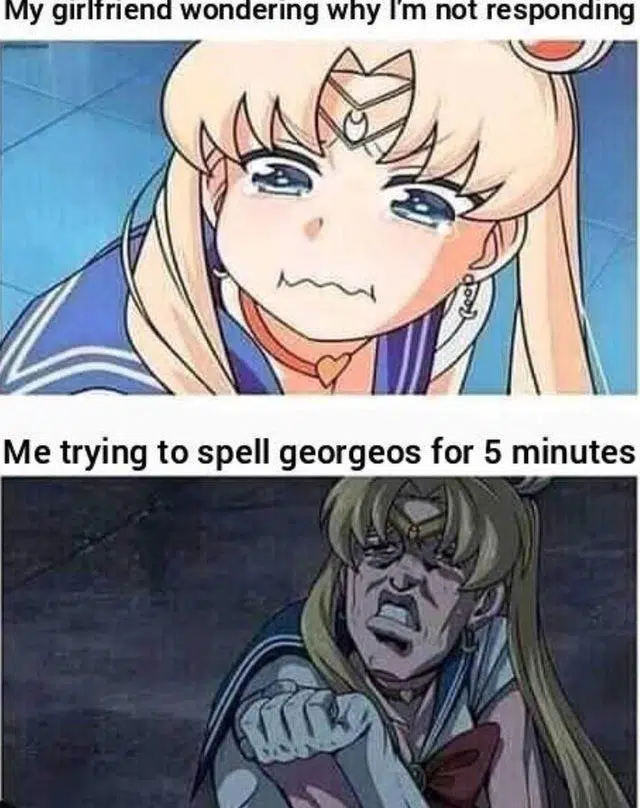 My girlfriend wondering why I'm not responding
Me trying to spell georgeos for 5 minutes